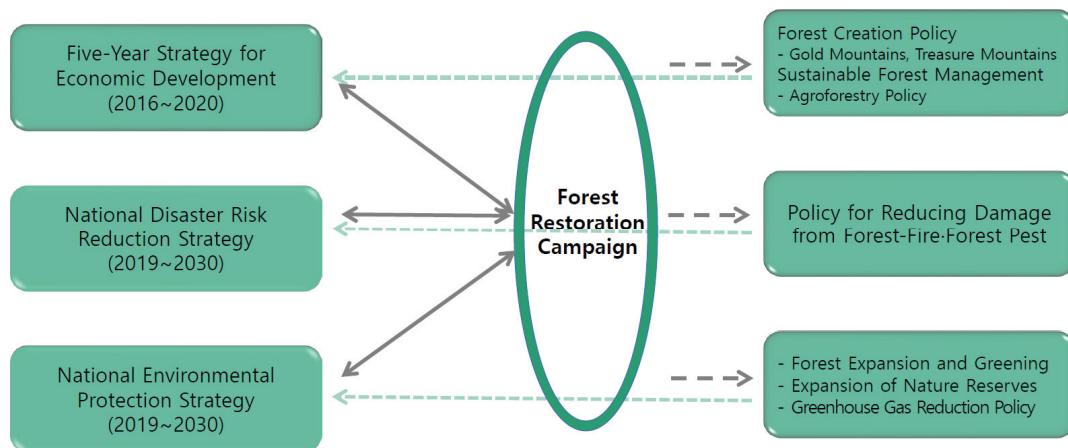 Five-Year Strategy for
Economic Development
(2016~2020)
National Disaster Risk
Reduction Strategy
(2019~2030)
National Environmental
Protection Strategy
(2019~2030)
Forest
Restoration
Campaign
Forest Creation Policy
- Gold Mountains, Treasure Mountains
Sustainable Forest Management
- Agroforestry Policy
Policy for Reducing Damage
from Forest-Fire·Forest Pest
- Forest Expansion and Greening
- Expansion of Nature Reserves
- Greenhouse Gas Reduction Policy